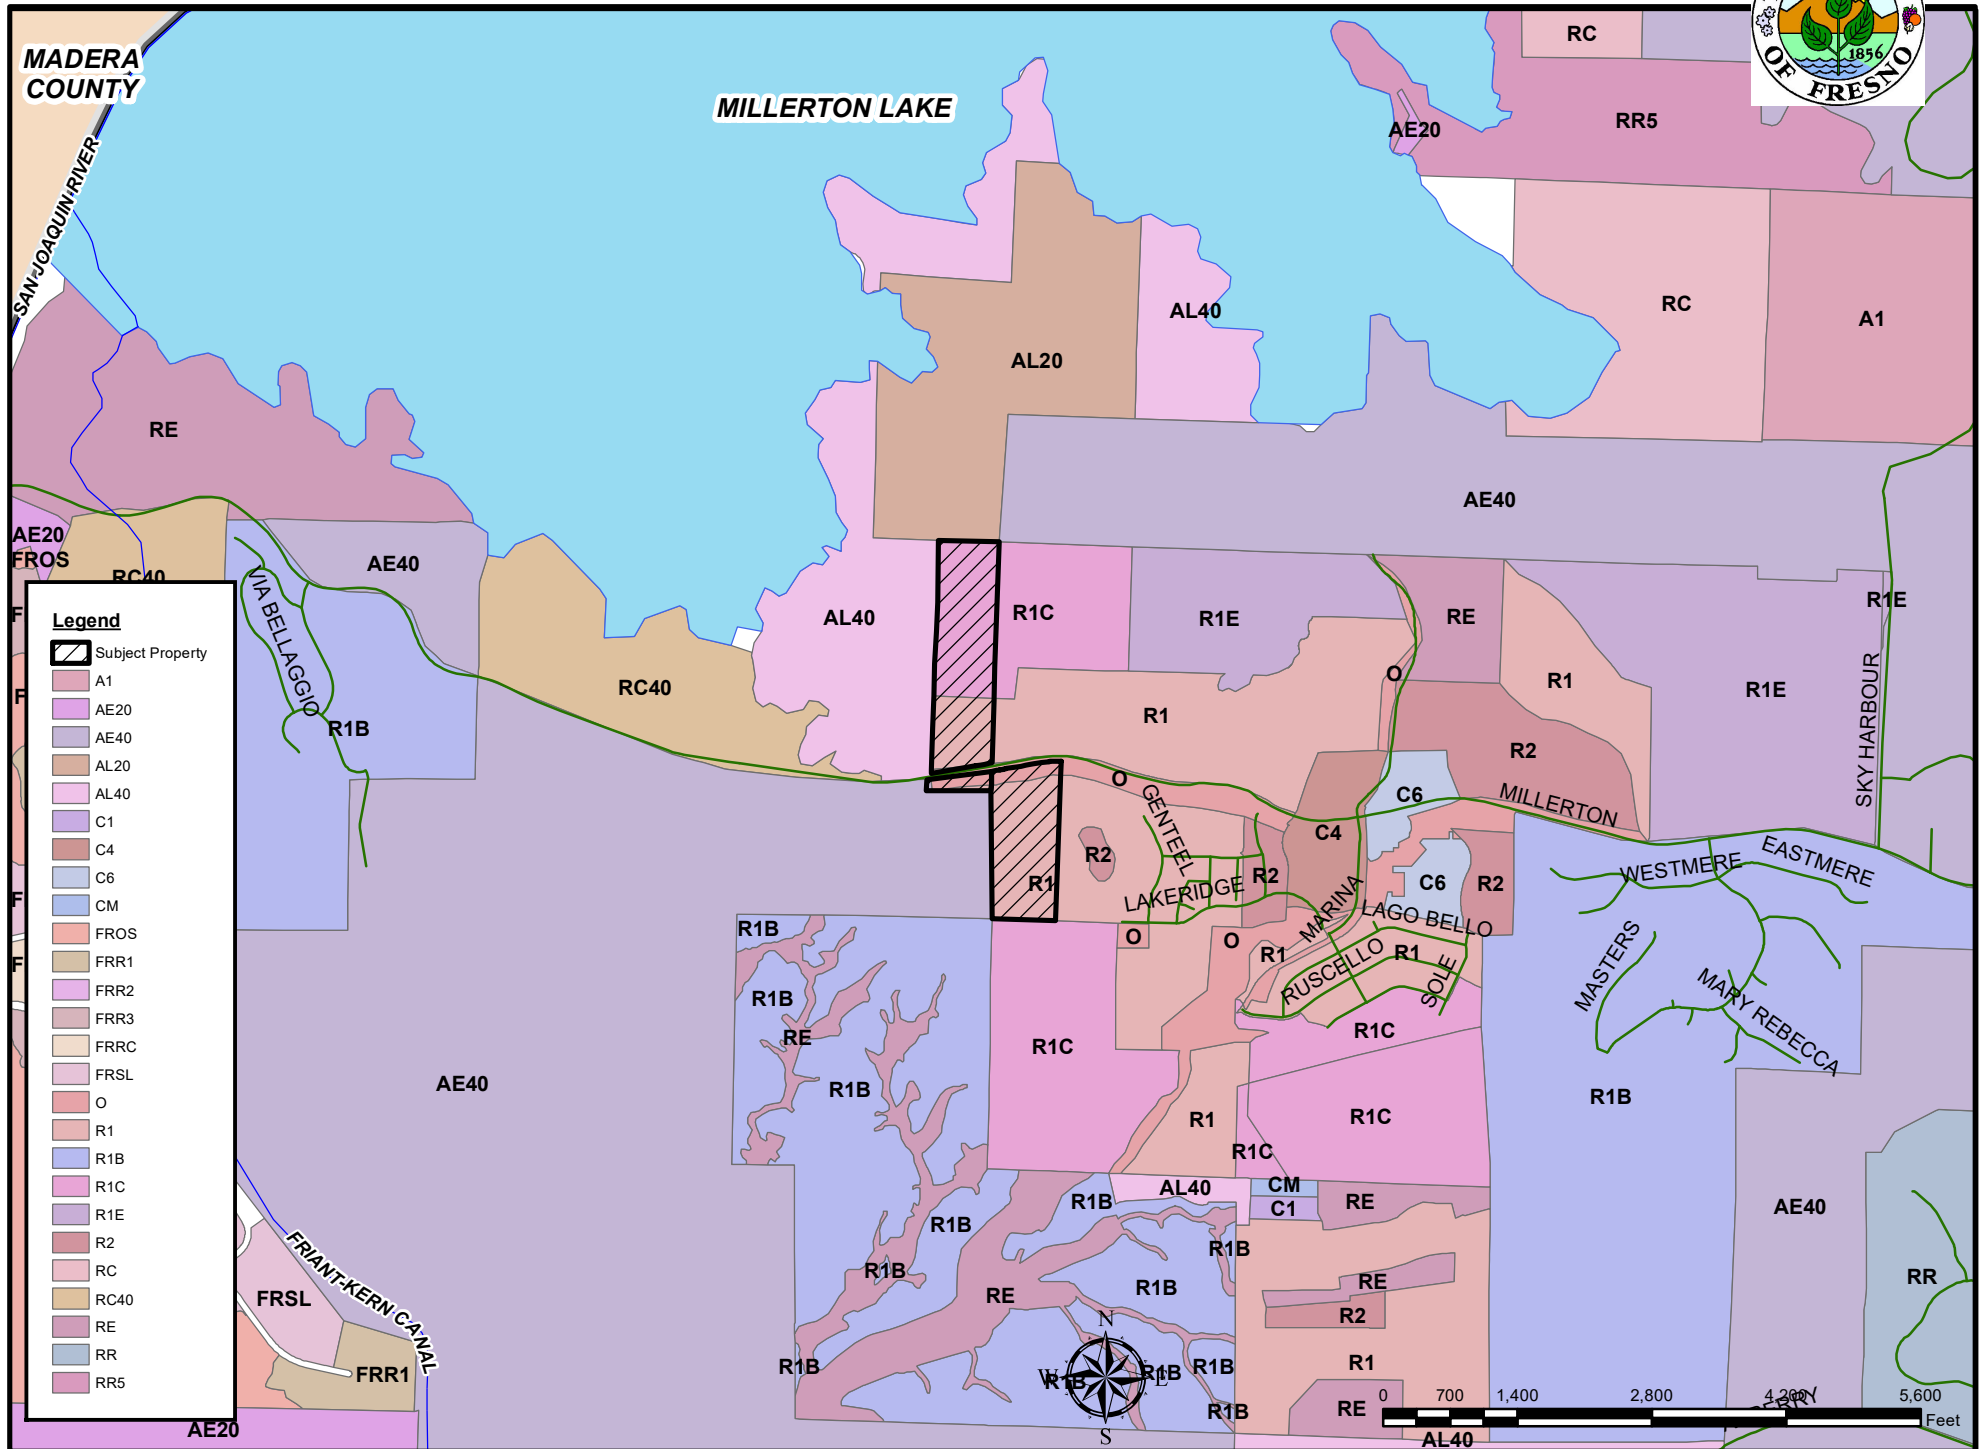 MADERA
COUNTY
MILLERTON LAKE
1856
OF FRESNO
RC
RR5
AE20
SAN JOAQUIN RIVER
RC
A1
AL40
AL20
RE
AE40
AE20
FROS
RC40
AE40
VIA BELLAGGIO
R1B
RC40
AL40
R1C
R1E
RE
R1E
O
R1
R1E
R1
SKY HARBOUR
R2
O
C6
MILLERTON
GENTEEL
C4
R2
R1
LAKERIDGE
R2
C6
R2
WESTMERE
EASTMERE
MARINA
LAGO BELLO
R1B
O
O
R1
RUSCELLO
R1
SOLE
MASTERS
MARY REBECCA
R1B
RE
R1C
R1C
AE40
R1B
R1B
R1
R1C
R1C
AL40
CM
C1
RE
R1B
R1B
R1B
AE40
R1B
RE
R1B
RE
R2
RR
FRSL
FRIANT-KERN CANAL
FRR1
R1B
R1B
R1B
R1B
R1B
R1
RE
AE20
AL40
F
F
F
F
Legend
Subject Property
A1
AE20
AE40
AL20
AL40
C1
C4
C6
CM
FROS
FRR1
FRR2
FRR3
FRRC
FRSL
O
R1
R1B
R1C
R1E
R2
RC
RC40
RE
RR
RR5
N
W
E
S
0 700 1,400 2,800 4,200 5,600
Feet